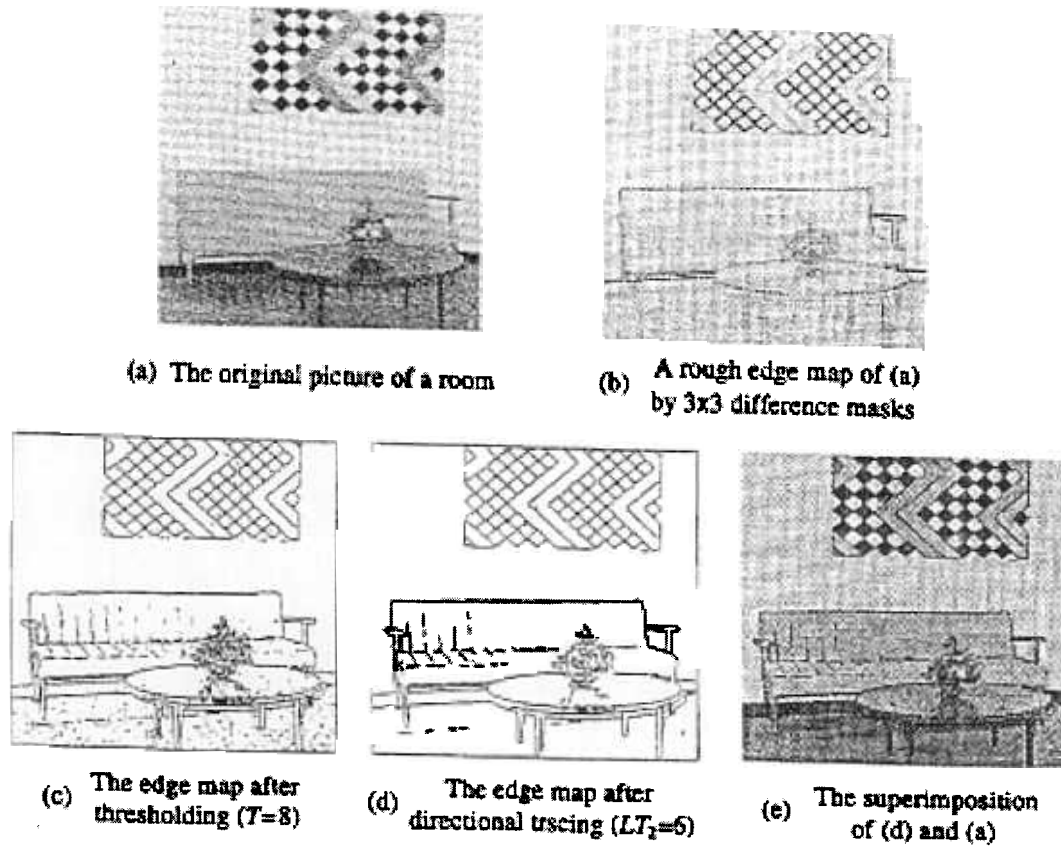 (a) The original picture of a room
(b) A rough edge map of (a)
by 3x3 difference masks
(c) The edge map after
thresholding (T=8)
(d) The edge map after
directional trscing (LT₂=6)
(e) The superimposition
of (d) and (a)